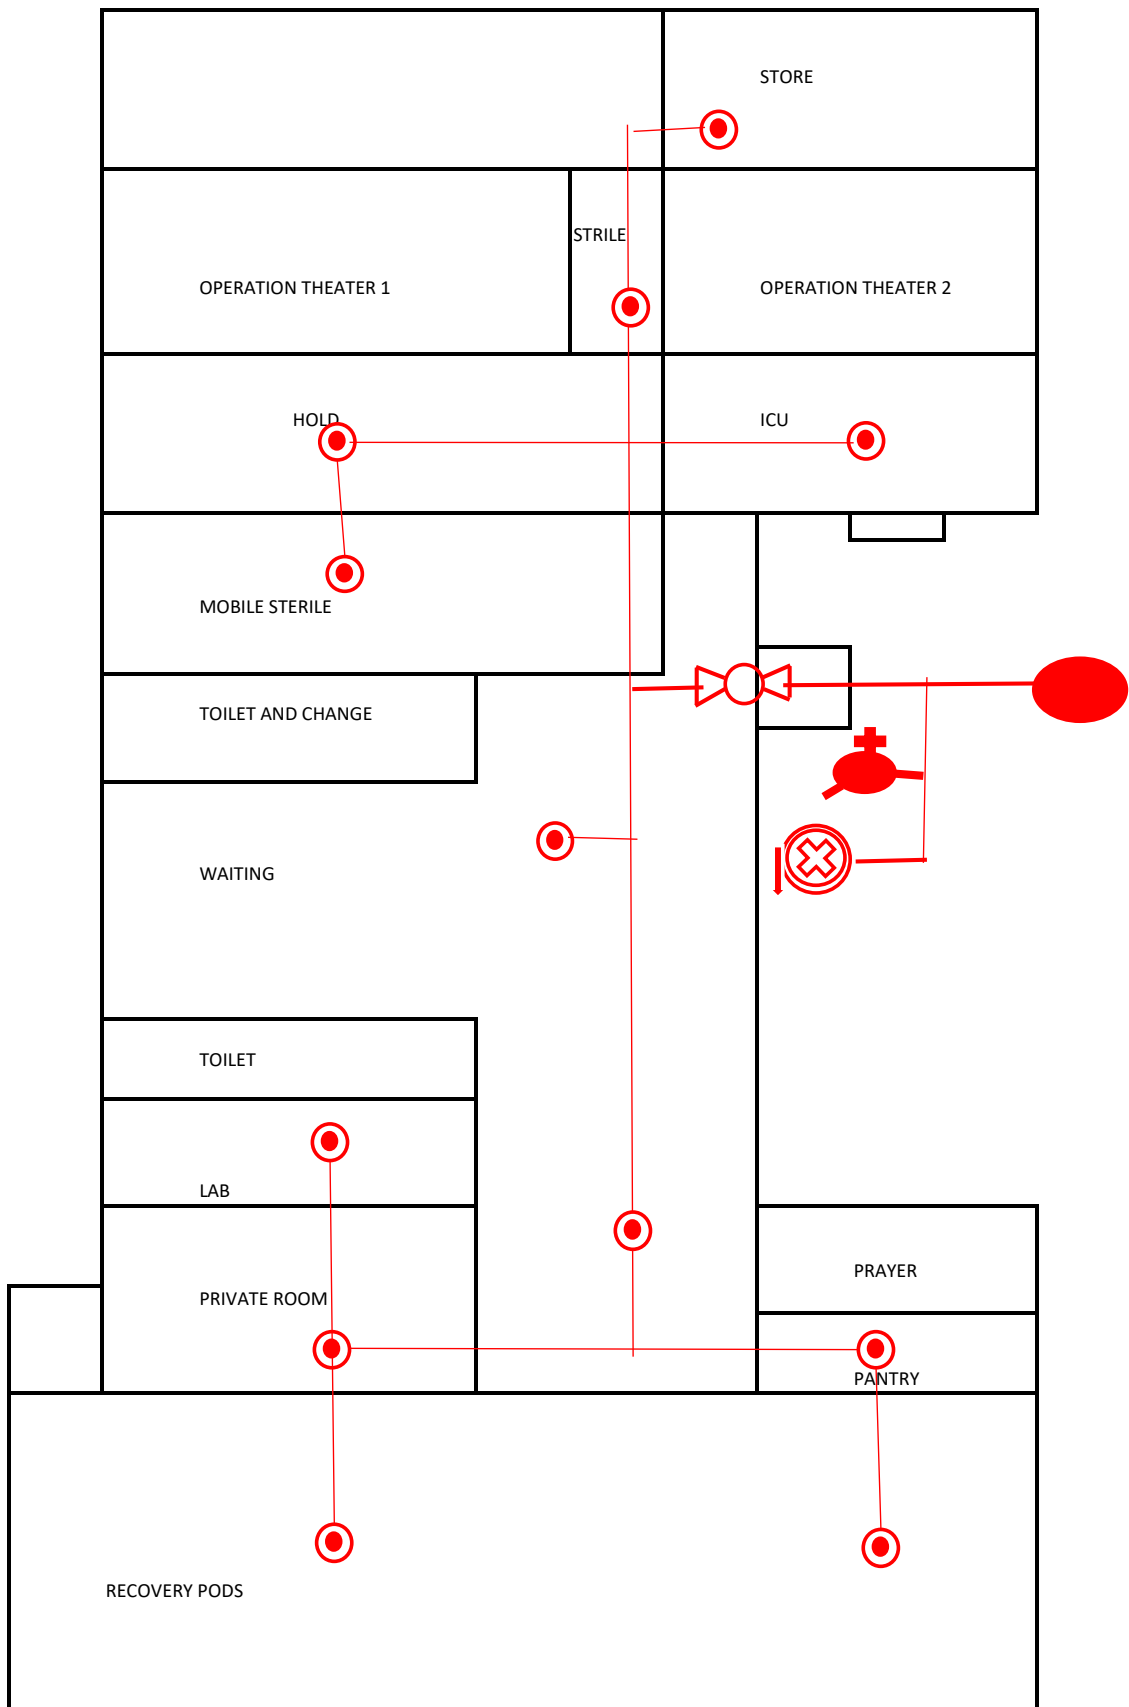 STORE
STRILE
OPERATION THEATER 1
OPERATION THEATER 2
HOLD
ICU
MOBILE STERILE
TOILET AND CHANGE
WAITING
TOILET
LAB
PRAYER
PRIVATE ROOM
PANTRY
RECOVERY PODS